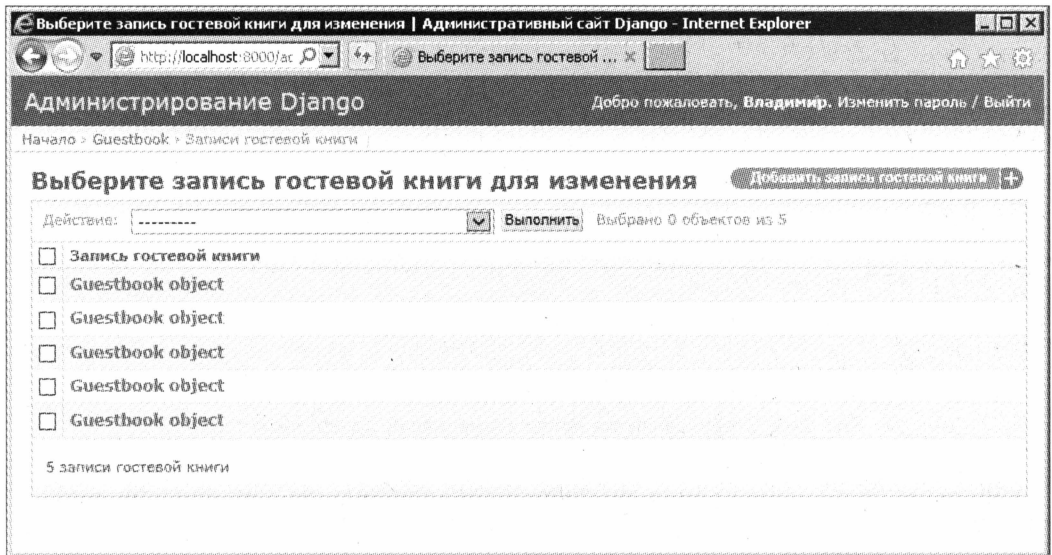 Выберите запись гостевой книги для изменения | Административный сайт Django - Internet Explorer
http://localhost:8000/ac Выберите запись гостевой ...
Администрирование Django Добро пожаловать, Владимир. Изменить пароль / Выйти
Начало › Guestbook › Записи гостевой книги
Выберите запись гостевой книги для изменения Добавить запись гостевой книги +
Действие: --------- Выполнить Выбрано 0 объектов из 5
Запись гостевой книги
Guestbook object
Guestbook object
Guestbook object
Guestbook object
Guestbook object
5 записи гостевой книги